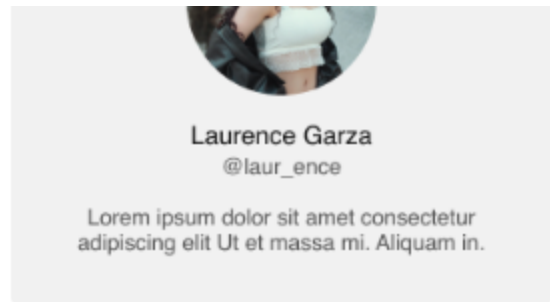 Laurence Garza
@laur_ence
Lorem ipsum dolor sit amet consectetur
adipiscing elit Ut et massa mi. Aliquam in.